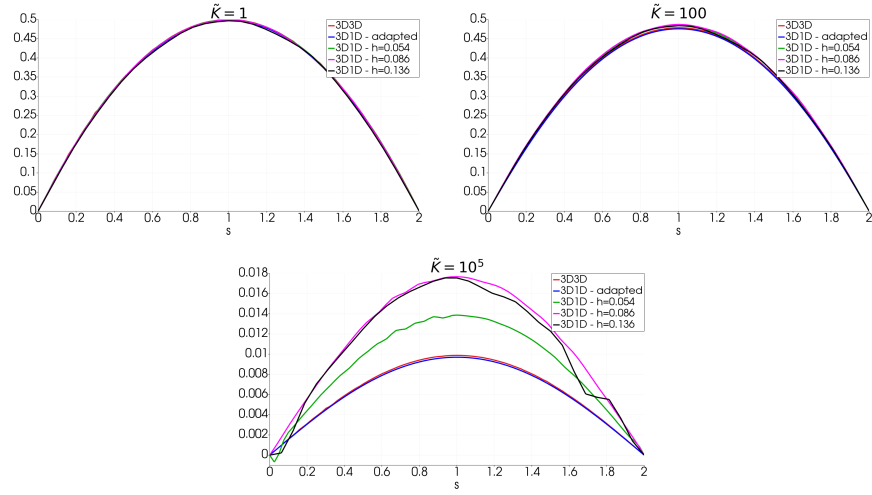 K̃ = 1
0.5
0.45
0.4
0.35
0.3
0.25
0.2
0.15
0.1
0.05
0
0 0.2 0.4 0.6 0.8 1 1.2 1.4 1.6 1.8 2
s
3D3D
3D1D - adapted
3D1D - h=0.054
3D1D - h=0.086
3D1D - h=0.136
K̃ = 100
0.5
0.45
0.4
0.35
0.3
0.25
0.2
0.15
0.1
0.05
0
0 0.2 0.4 0.6 0.8 1 1.2 1.4 1.6 1.8 2
s
3D3D
3D1D - adapted
3D1D - h=0.054
3D1D - h=0.086
3D1D - h=0.136
K̃ = 10⁵
0.018
0.016
0.014
0.012
0.01
0.008
0.006
0.004
0.002
0
0 0.2 0.4 0.6 0.8 1 1.2 1.4 1.6 1.8 2
s
3D3D
3D1D - adapted
3D1D - h=0.054
3D1D - h=0.086
3D1D - h=0.136